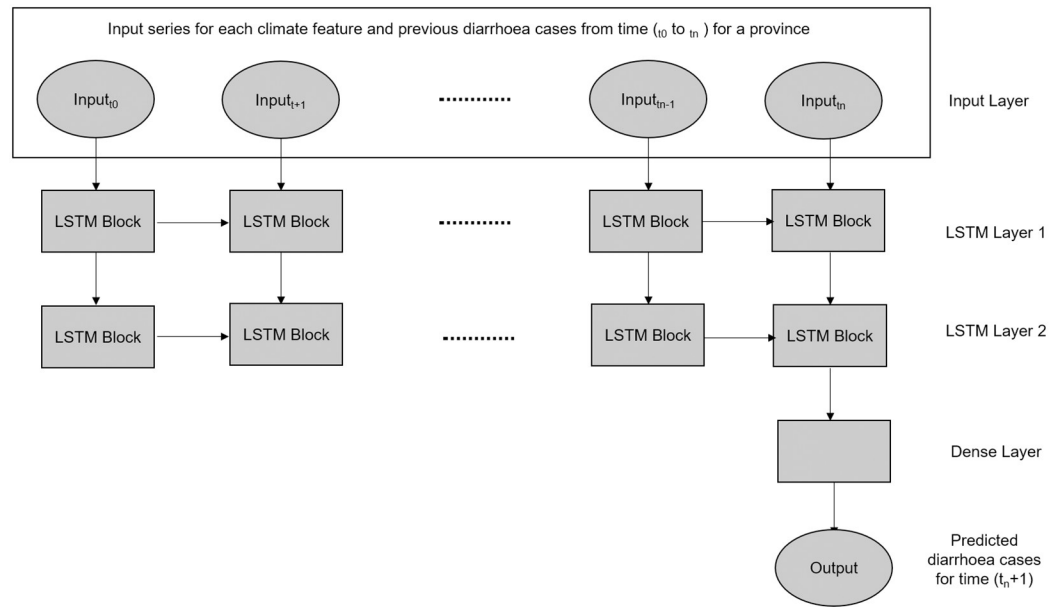 Input series for each climate feature and previous diarrhoea cases from time (t0 to tn ) for a province
Inputt0
Inputt+1
Inputtn-1
Inputtn
Input Layer
LSTM Block
LSTM Block
LSTM Block
LSTM Block
LSTM Layer 1
LSTM Block
LSTM Block
LSTM Block
LSTM Block
LSTM Layer 2
Dense Layer
Output
Predicted
diarrhoea cases
for time (tn+1)